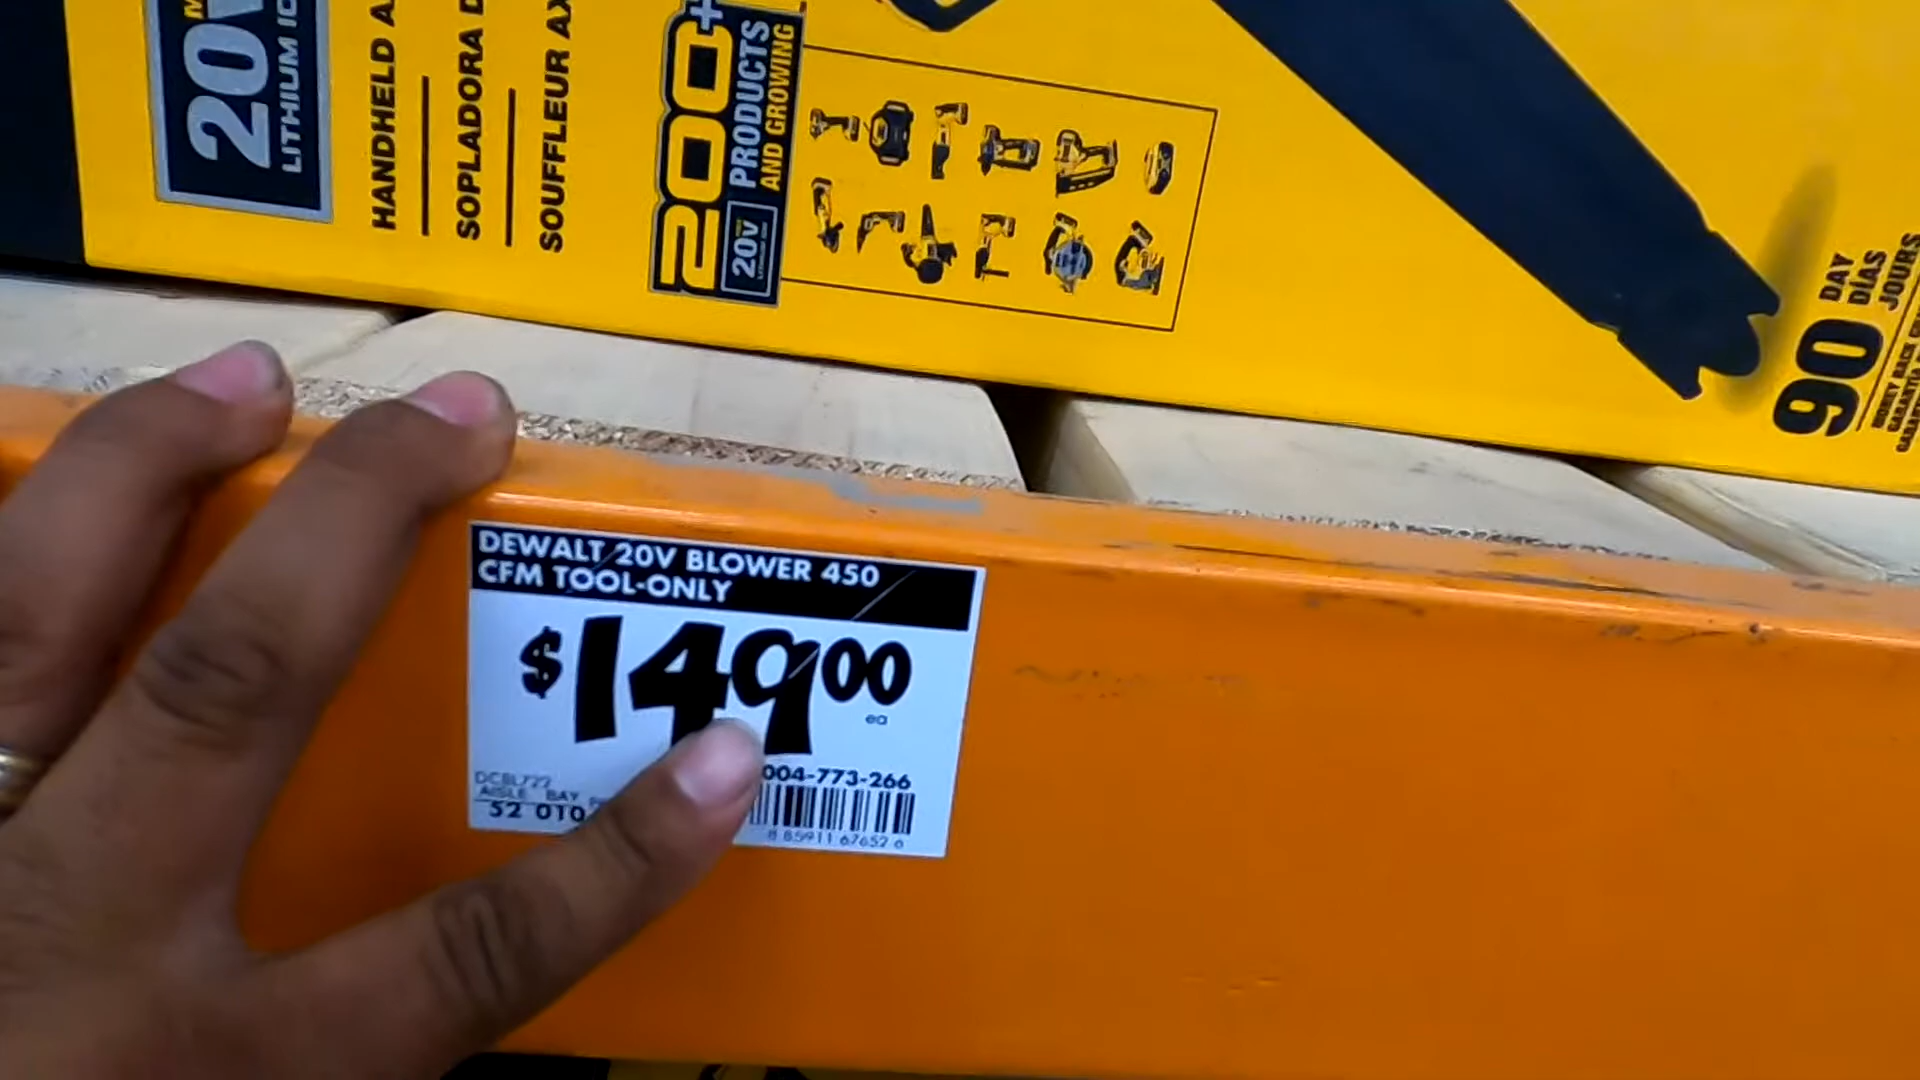 20V
LITHIUM IO
HANDHELD A
SOPLADORA D
SOUFFLEUR AX
200+
PRODUCTS
AND GROWING
20V
90
DAY
DÍAS
JOURS
MONEY BACK
DEWALT 20V BLOWER 450
CFM TOOL-ONLY
$149 00
ea
004-773-266
DCBL722
AISLE BAY
52 010
8 85911 67652 6